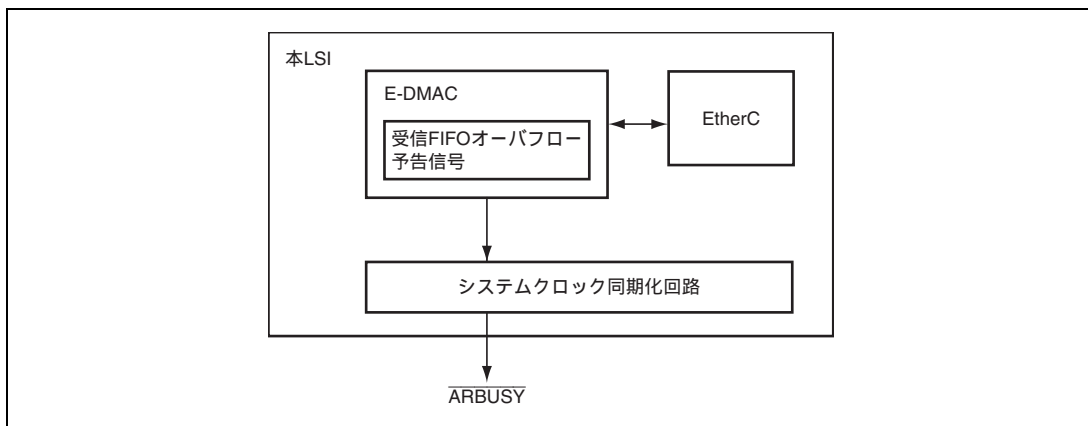 本LSI
E-DMAC
受信FIFOオーバフロー
予告信号
EtherC
システムクロック同期化回路
ARBUSY